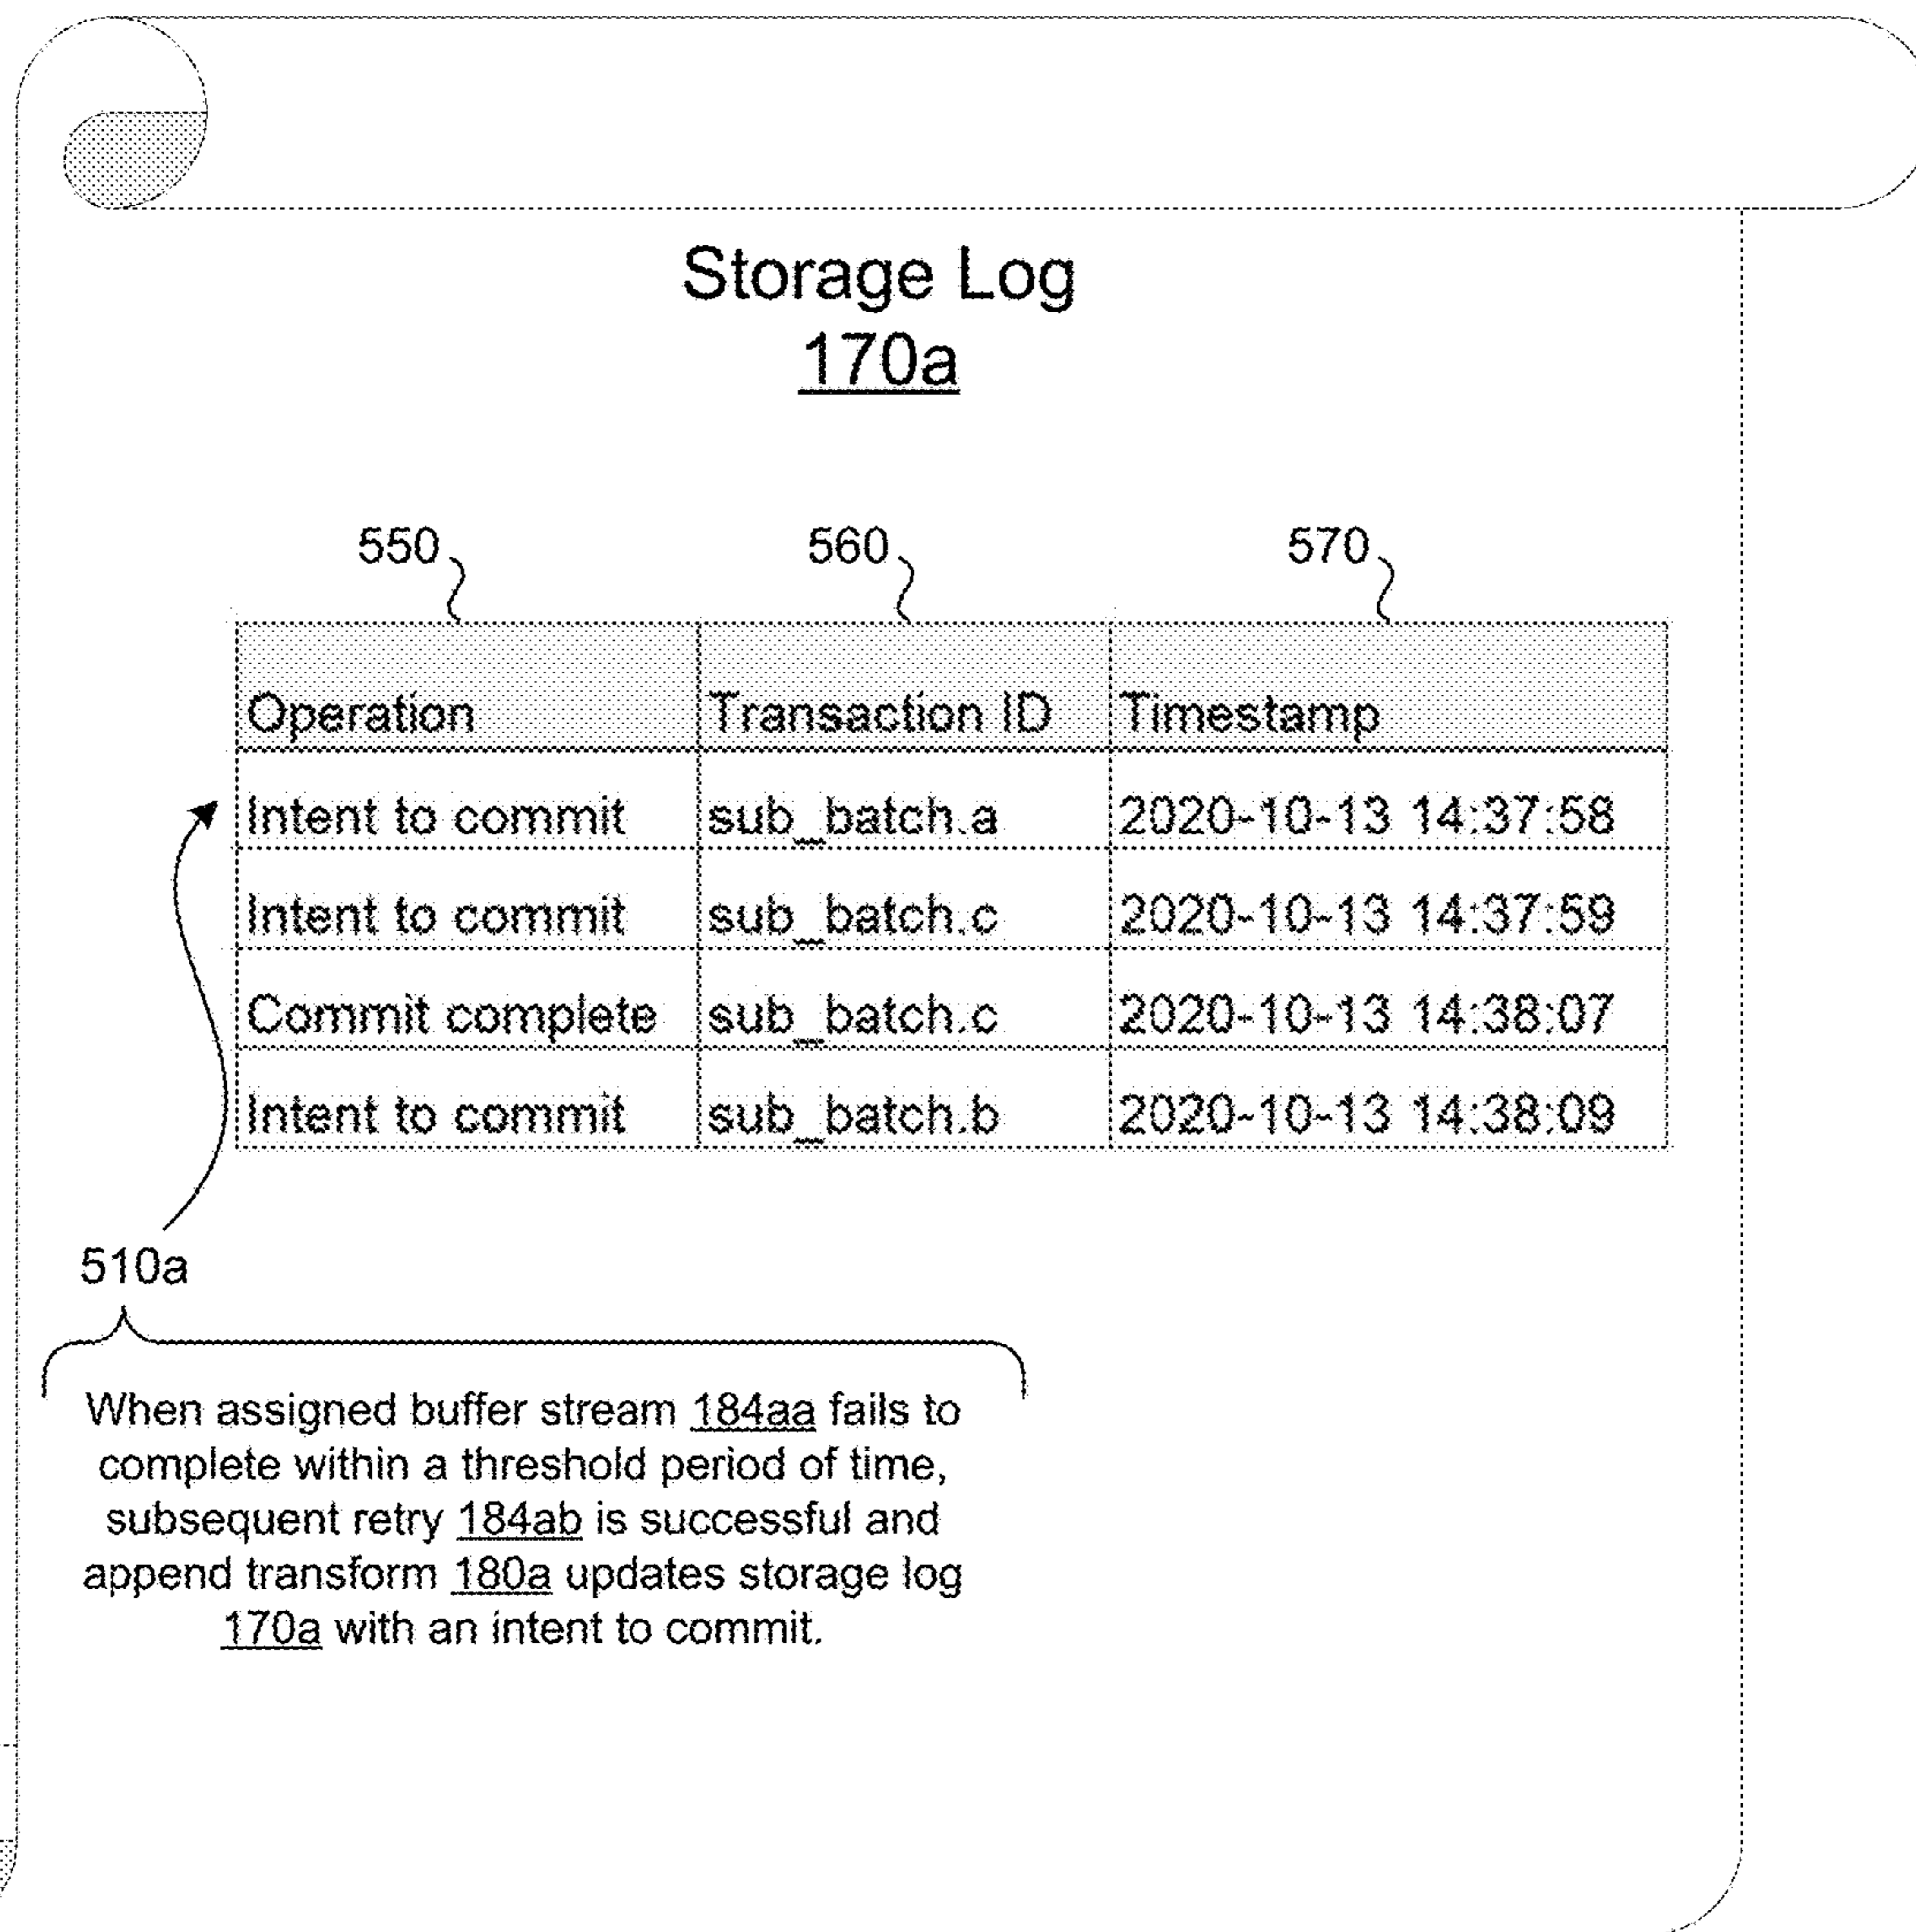 Storage Log
170a
550 560 570
Operation Transaction ID Timestamp
Intent to commit sub_batch.a 2020-10-13 14:37:58
Intent to commit sub_batch.c 2020-10-13 14:37:59
Commit complete sub_batch.c 2020-10-13 14:38:07
Intent to commit sub_batch.b 2020-10-13 14:38:09
510a
When assigned buffer stream 184aa fails to
complete within a threshold period of time,
subsequent retry 184ab is successful and
append transform 180a updates storage log
170a with an intent to commit.